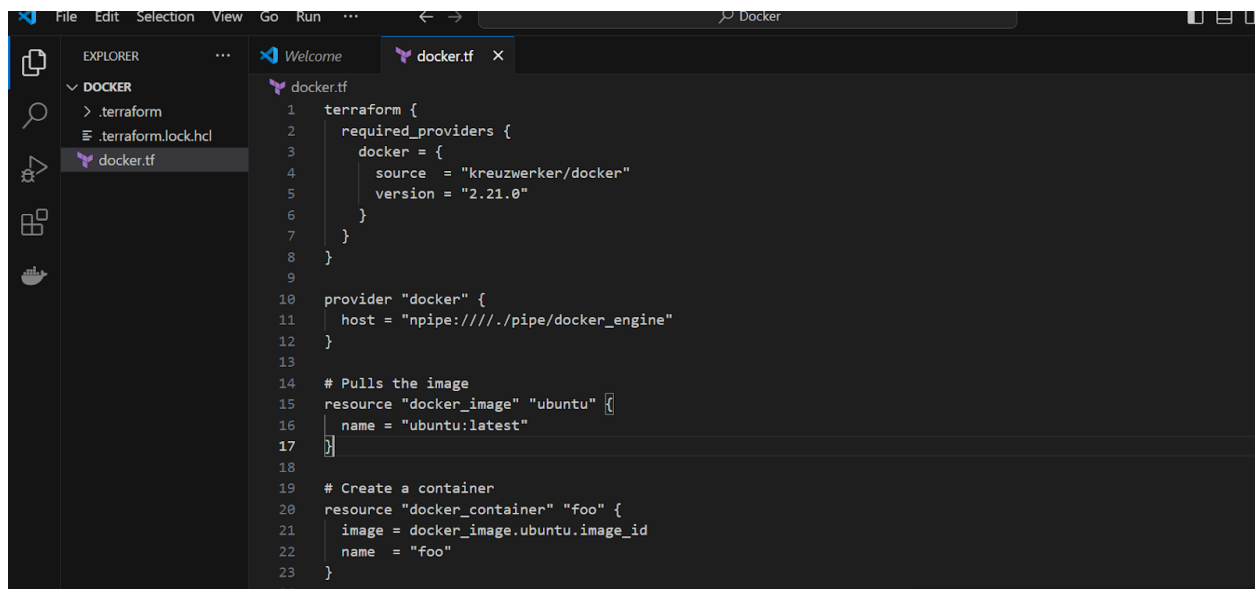 File Edit Selection View Go Run ··· ← → Docker
EXPLORER ···
DOCKER
.terraform
.terraform.lock.hcl
docker.tf
Welcome docker.tf ×
docker.tf
1 terraform {
2   required_providers {
3     docker = {
4       source  = "kreuzwerker/docker"
5       version = "2.21.0"
6     }
7   }
8 }
9
10 provider "docker" {
11   host = "npipe:////./pipe/docker_engine"
12 }
13
14 # Pulls the image
15 resource "docker_image" "ubuntu" {
16   name = "ubuntu:latest"
17 }
18
19 # Create a container
20 resource "docker_container" "foo" {
21   image = docker_image.ubuntu.image_id
22   name  = "foo"
23 }